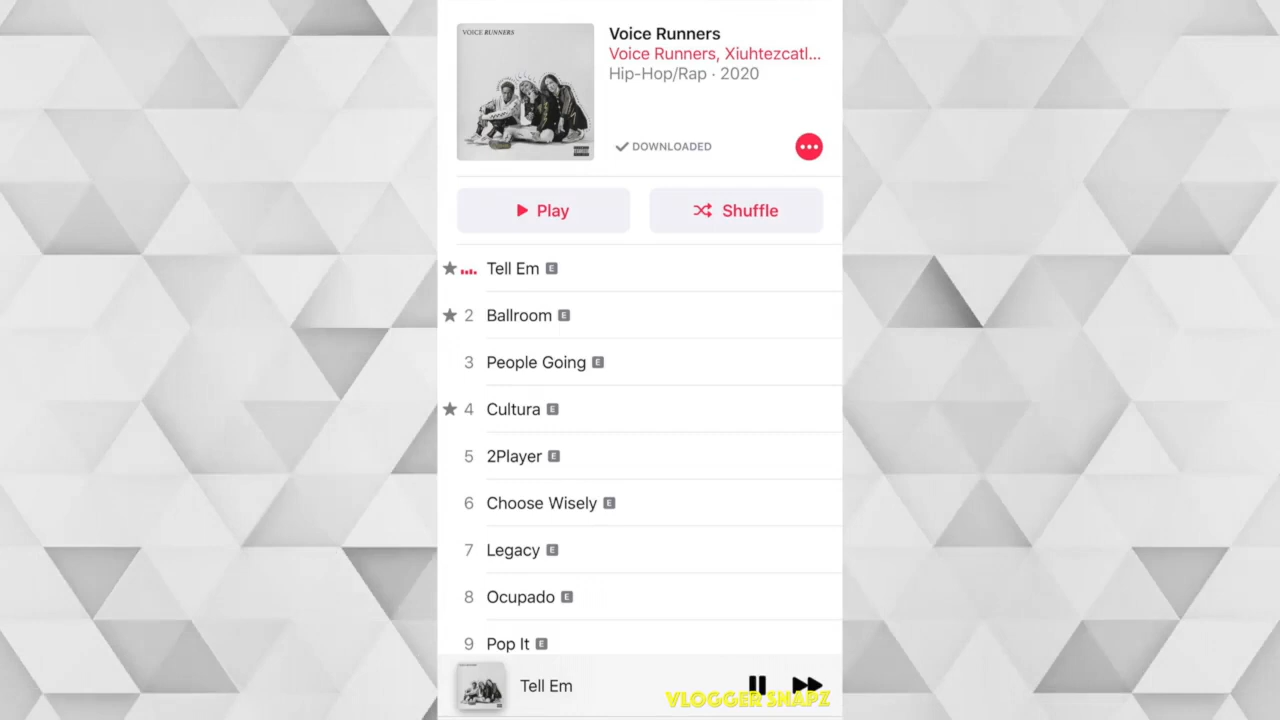 VOICE RUNNERS
Voice Runners
Voice Runners, Xiuhtezcatl...
Hip-Hop/Rap · 2020
DOWNLOADED
Play
Shuffle
Tell Em E
2 Ballroom E
3 People Going E
4 Cultura E
5 2Player E
6 Choose Wisely E
7 Legacy E
8 Ocupado E
9 Pop It E
Tell Em
VLOGGER SNAPZ